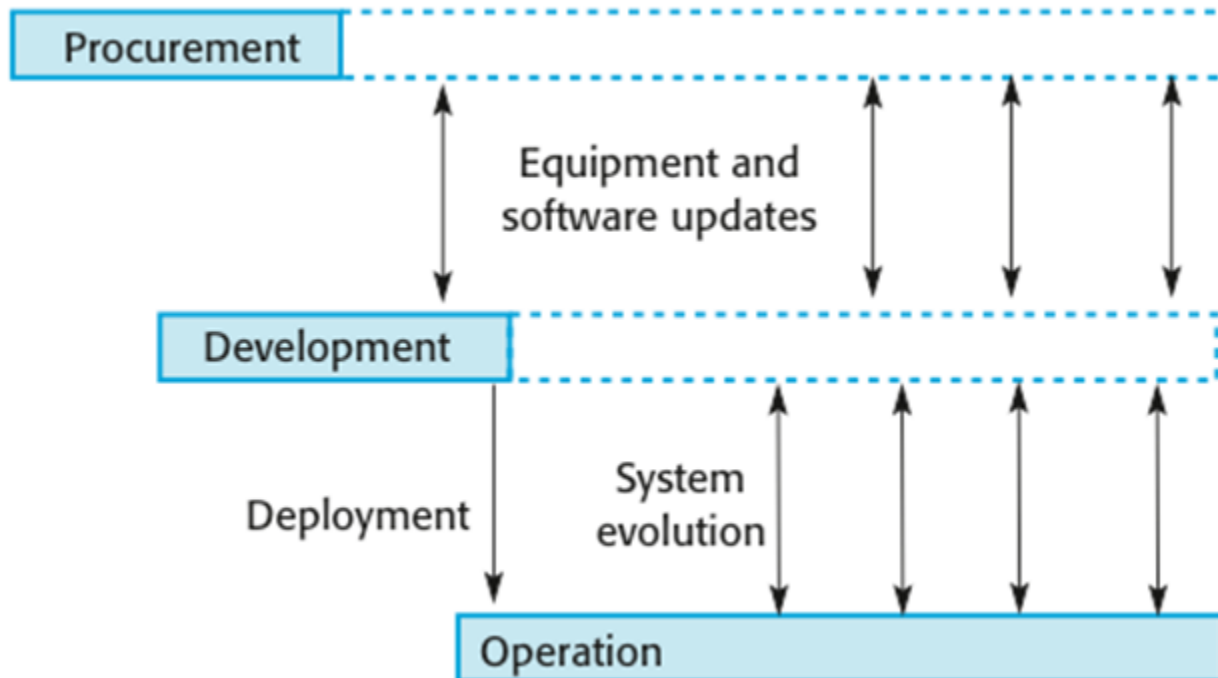 Procurement
Equipment and
software updates
Development
Deployment
System
evolution
Operation